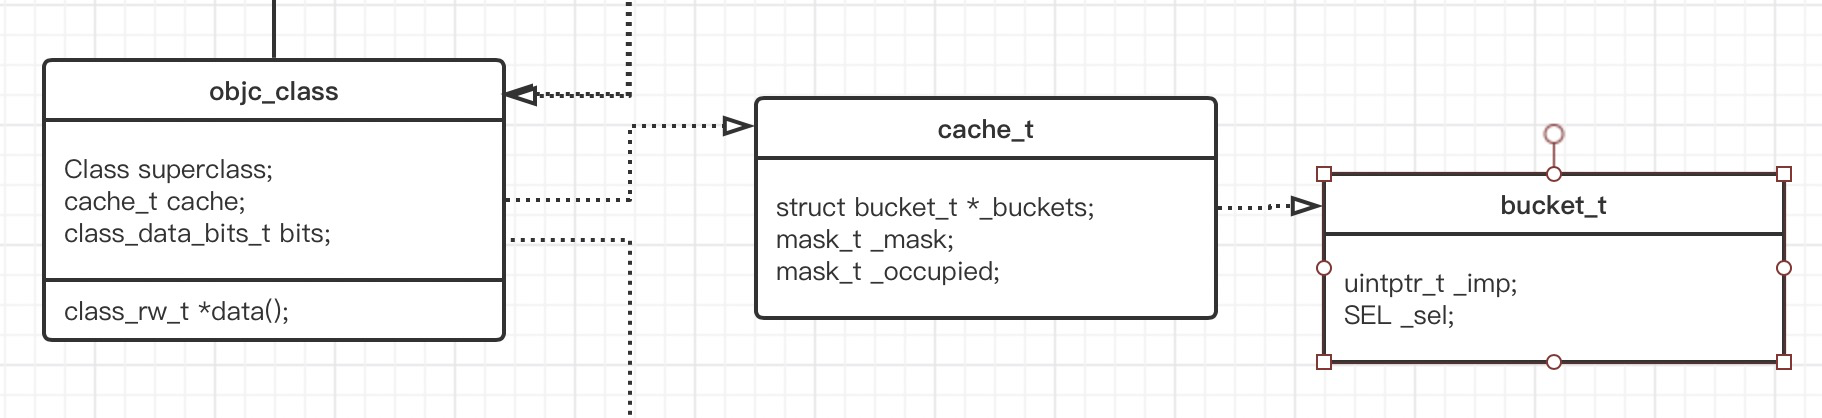 objc_class
Class superclass;
cache_t cache;
class_data_bits_t bits;
class_rw_t *data();
cache_t
struct bucket_t *_buckets;
mask_t _mask;
mask_t _occupied;
bucket_t
uintptr_t _imp;
SEL _sel;